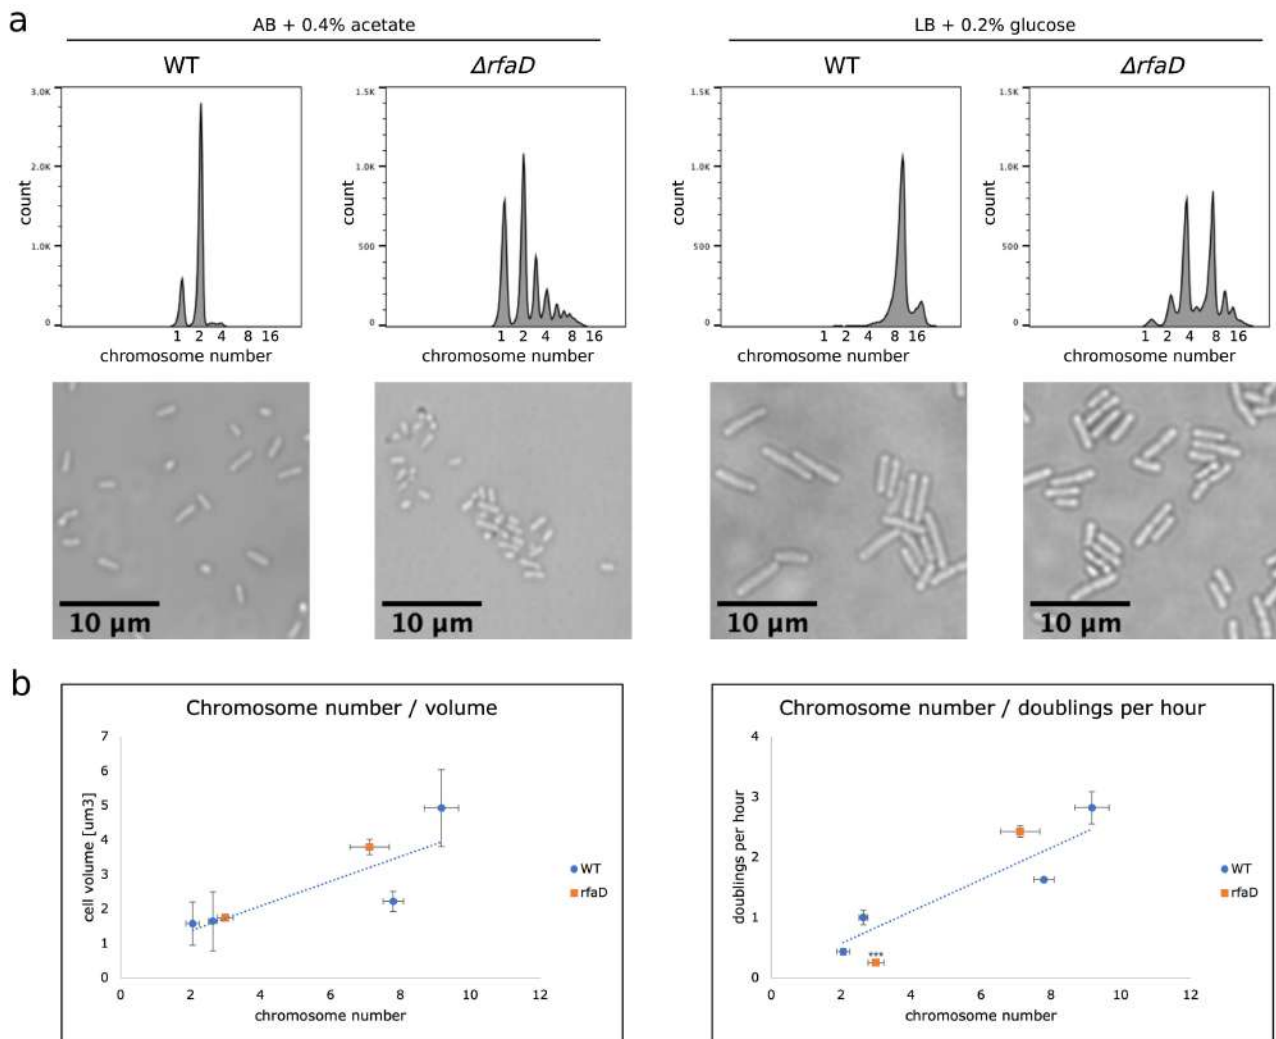 a
AB + 0.4% acetate
LB + 0.2% glucose
WT
ΔrfaD
WT
ΔrfaD
3.0K
2.0K
1.0K
0
count
1 2 4 8 16
chromosome number
1.5K
1.0K
500
0
count
1 2 4 8 16
chromosome number
1.5K
1.0K
500
0
count
1 2 4 8 16
chromosome number
1.5K
1.0K
500
0
count
1 2 4 8 16
chromosome number
10 µm
10 µm
10 µm
10 µm
b
Chromosome number / volume
7
6
5
4
3
2
1
0
cell volume [um3]
0 2 4 6 8 10 12
chromosome number
WT
rfaD
Chromosome number / doublings per hour
4
3
2
1
0
doublings per hour
***
0 2 4 6 8 10 12
chromosome number
WT
rfaD